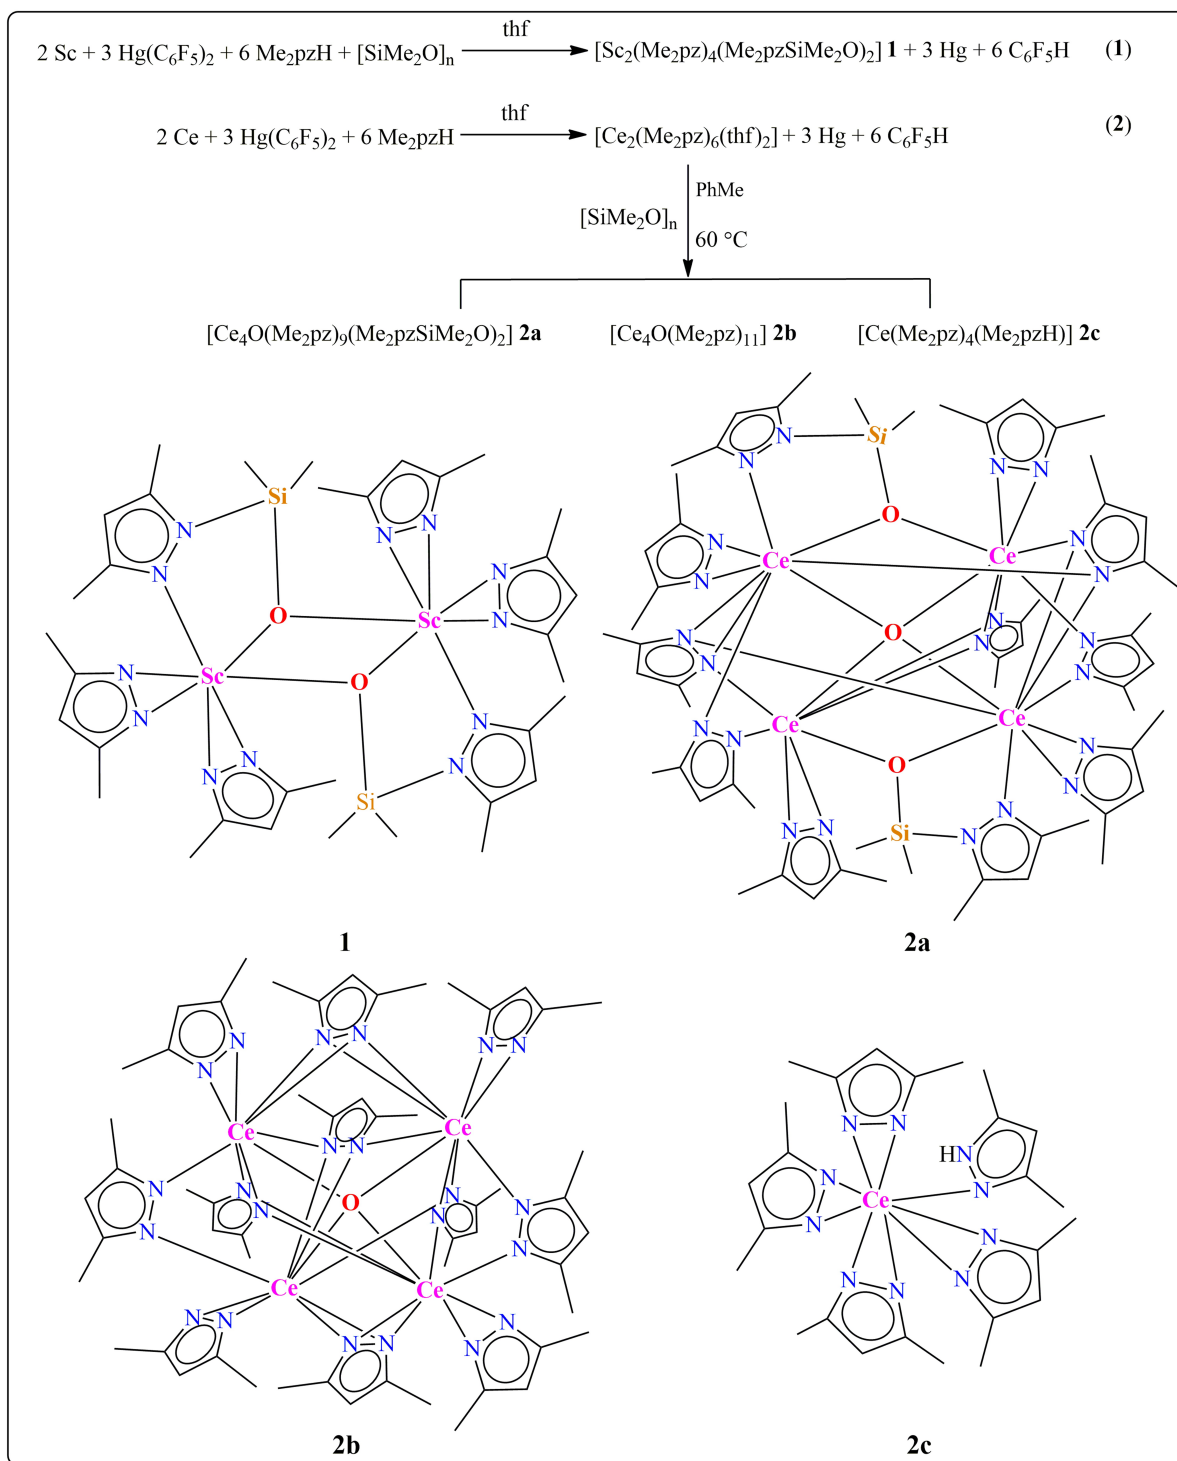 2 Sc + 3 Hg(C₆F₅)₂ + 6 Me₂pzH + [SiMe₂O]ₙ thf [Sc₂(Me₂pz)₄(Me₂pzSiMe₂O)₂] 1 + 3 Hg + 6 C₆F₅H (1)
2 Ce + 3 Hg(C₆F₅)₂ + 6 Me₂pzH thf [Ce₂(Me₂pz)₆(thf)₂] + 3 Hg + 6 C₆F₅H (2)
PhMe
[SiMe₂O]ₙ
60 °C
[Ce₄O(Me₂pz)₉(Me₂pzSiMe₂O)₂] 2a [Ce₄O(Me₂pz)₁₁] 2b [Ce(Me₂pz)₄(Me₂pzH)] 2c
Si
N
N
N
N
O
Sc
N
N
Sc
N
N
O
N
N
N
N
Si
N
1
N
Si
N
N
N
O
N
N
Ce
Ce
N
N
N
O
N
N
N
N
N
N
Ce
Ce
N
N
N
N
O
N
N
N
Si
N
N
2a
N
N
N
N
N
N
N
Ce
Ce
N
N
N
N
N
N
O
N
N
N
N
N
Ce
Ce
N
N
N
N
N
N
2b
N
N
HN
N
N
Ce
N
N
N
N
N
2c